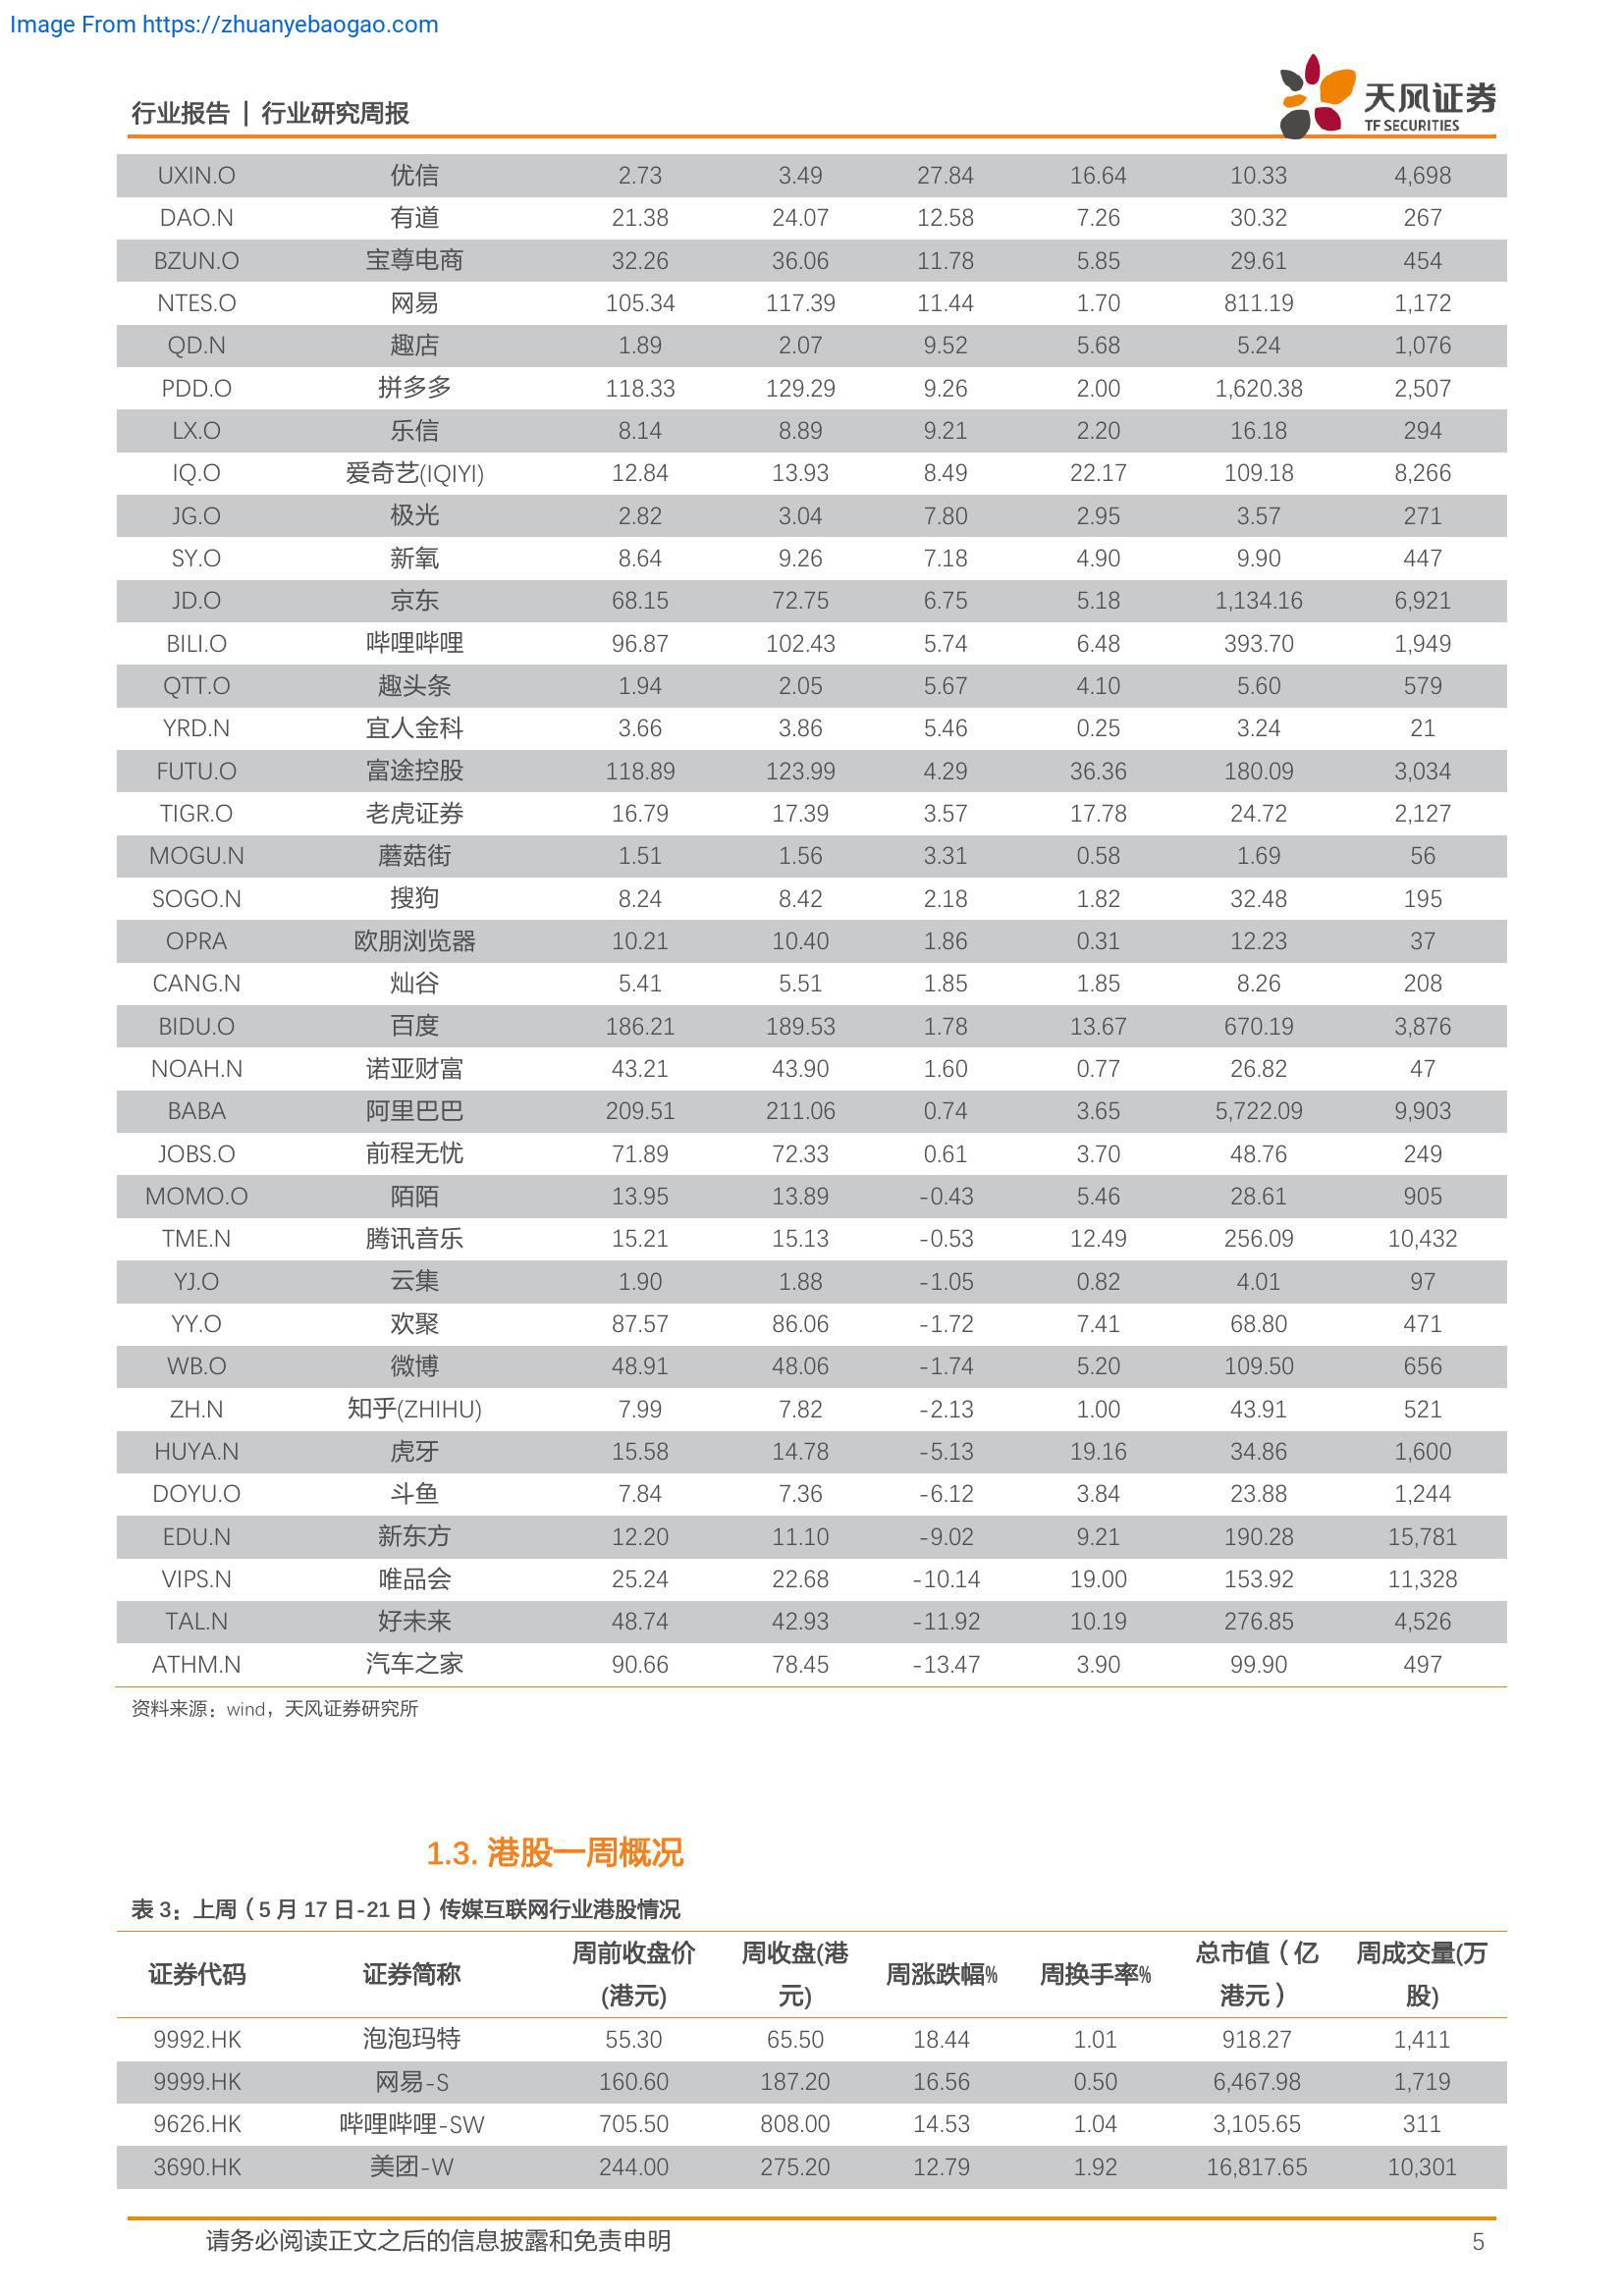 Image From https://zhuanyebaogao.com
行业报告 | 行业研究周报
天风证券
TF SECURITIES
UXIN.O 优信 2.73 3.49 27.84 16.64 10.33 4,698
DAO.N 有道 21.38 24.07 12.58 7.26 30.32 267
BZUN.O 宝尊电商 32.26 36.06 11.78 5.85 29.61 454
NTES.O 网易 105.34 117.39 11.44 1.70 811.19 1,172
QD.N 趣店 1.89 2.07 9.52 5.68 5.24 1,076
PDD.O 拼多多 118.33 129.29 9.26 2.00 1,620.38 2,507
LX.O 乐信 8.14 8.89 9.21 2.20 16.18 294
IQ.O 爱奇艺(IQIYI) 12.84 13.93 8.49 22.17 109.18 8,266
JG.O 极光 2.82 3.04 7.80 2.95 3.57 271
SY.O 新氧 8.64 9.26 7.18 4.90 9.90 447
JD.O 京东 68.15 72.75 6.75 5.18 1,134.16 6,921
BILI.O 哔哩哔哩 96.87 102.43 5.74 6.48 393.70 1,949
QTT.O 趣头条 1.94 2.05 5.67 4.10 5.60 579
YRD.N 宜人金科 3.66 3.86 5.46 0.25 3.24 21
FUTU.O 富途控股 118.89 123.99 4.29 36.36 180.09 3,034
TIGR.O 老虎证券 16.79 17.39 3.57 17.78 24.72 2,127
MOGU.N 蘑菇街 1.51 1.56 3.31 0.58 1.69 56
SOGO.N 搜狗 8.24 8.42 2.18 1.82 32.48 195
OPRA 欧朋浏览器 10.21 10.40 1.86 0.31 12.23 37
CANG.N 灿谷 5.41 5.51 1.85 1.85 8.26 208
BIDU.O 百度 186.21 189.53 1.78 13.67 670.19 3,876
NOAH.N 诺亚财富 43.21 43.90 1.60 0.77 26.82 47
BABA 阿里巴巴 209.51 211.06 0.74 3.65 5,722.09 9,903
JOBS.O 前程无忧 71.89 72.33 0.61 3.70 48.76 249
MOMO.O 陌陌 13.95 13.89 -0.43 5.46 28.61 905
TME.N 腾讯音乐 15.21 15.13 -0.53 12.49 256.09 10,432
YJ.O 云集 1.90 1.88 -1.05 0.82 4.01 97
YY.O 欢聚 87.57 86.06 -1.72 7.41 68.80 471
WB.O 微博 48.91 48.06 -1.74 5.20 109.50 656
ZH.N 知乎(ZHIHU) 7.99 7.82 -2.13 1.00 43.91 521
HUYA.N 虎牙 15.58 14.78 -5.13 19.16 34.86 1,600
DOYU.O 斗鱼 7.84 7.36 -6.12 3.84 23.88 1,244
EDU.N 新东方 12.20 11.10 -9.02 9.21 190.28 15,781
VIPS.N 唯品会 25.24 22.68 -10.14 19.00 153.92 11,328
TAL.N 好未来 48.74 42.93 -11.92 10.19 276.85 4,526
ATHM.N 汽车之家 90.66 78.45 -13.47 3.90 99.90 497
资料来源：wind，天风证券研究所
1.3. 港股一周概况
表 3：上周（5 月 17 日-21 日）传媒互联网行业港股情况
证券代码 证券简称 周前收盘价(港元) 周收盘(港元) 周涨跌幅% 周换手率% 总市值（亿港元） 周成交量(万股)
9992.HK 泡泡玛特 55.30 65.50 18.44 1.01 918.27 1,411
9999.HK 网易-S 160.60 187.20 16.56 0.50 6,467.98 1,719
9626.HK 哔哩哔哩-SW 705.50 808.00 14.53 1.04 3,105.65 311
3690.HK 美团-W 244.00 275.20 12.79 1.92 16,817.65 10,301
请务必阅读正文之后的信息披露和免责申明 5